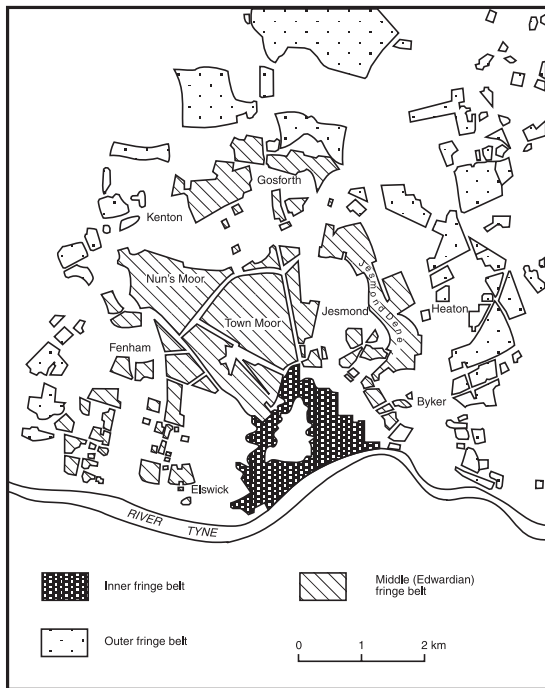 Gosforth
Kenton
Nun's Moor
Jesmond Dene
Town Moor
Jesmond
Heaton
Fenham
Byker
Elswick
RIVER
TYNE
Inner fringe belt
Middle (Edwardian)
fringe belt
Outer fringe belt
0 1 2 km